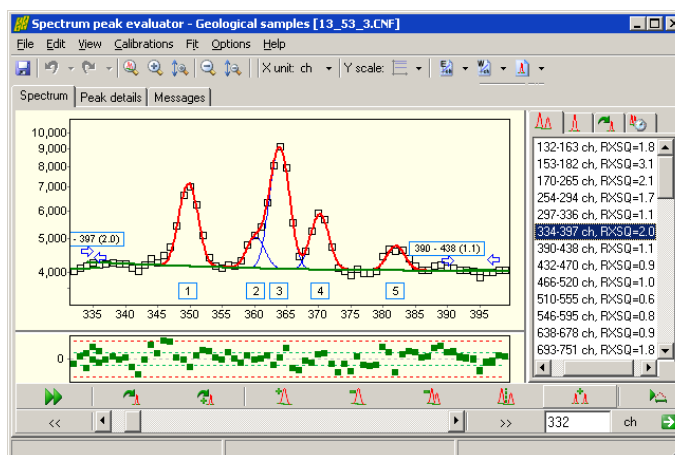 Spectrum peak evaluator - Geological samples [13_53_3.CNF]
File Edit View Calibrations Fit Options Help
X unit: ch Y scale:
Spectrum Peak details Messages
10,000
9,000
8,000
7,000
6,000
5,000
4,000
- 397 (2.0)
390 - 438 (1.1)
1 2 3 4 5
335 340 345 350 355 360 365 370 375 380 385 390 395
0
132-163 ch, RXSQ=1.8
153-182 ch, RXSQ=3.1
170-265 ch, RXSQ=2.1
254-294 ch, RXSQ=1.7
297-336 ch, RXSQ=1.1
334-397 ch, RXSQ=2.0
390-438 ch, RXSQ=1.1
432-470 ch, RXSQ=0.9
466-520 ch, RXSQ=1.0
510-555 ch, RXSQ=0.6
546-595 ch, RXSQ=0.8
638-678 ch, RXSQ=0.9
693-751 ch, RXSQ=1.8
<< >> 332 ch